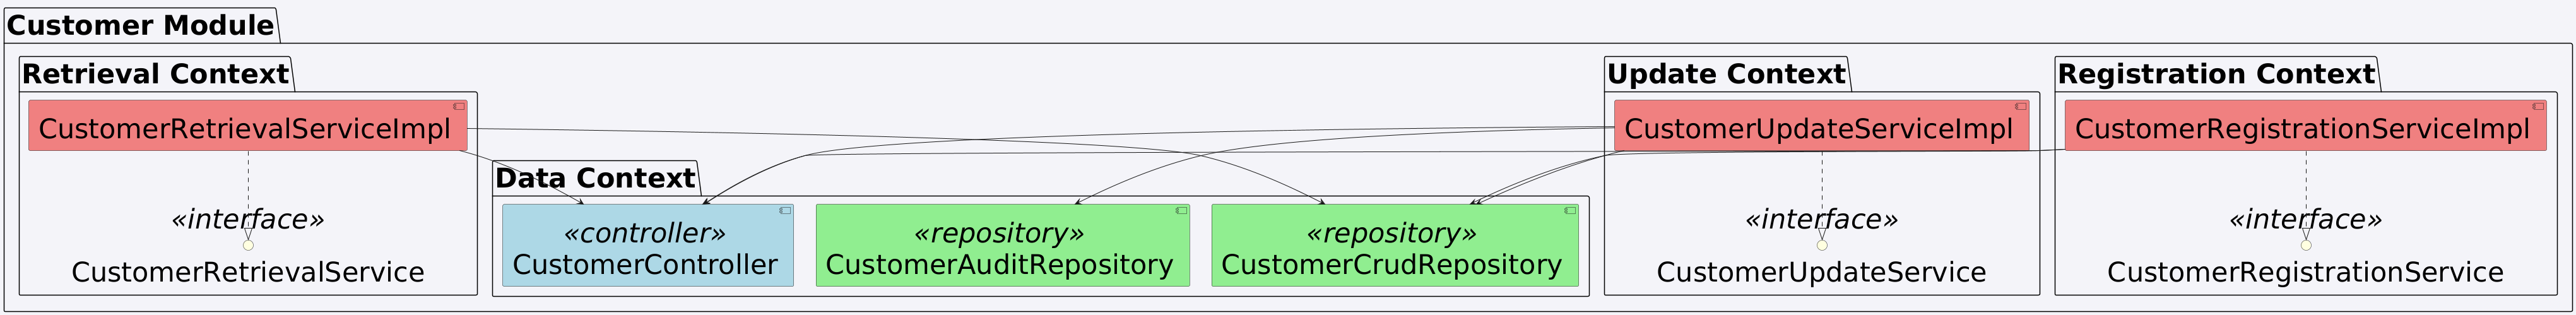 Customer Module
Retrieval Context
CustomerRetrievalServiceImpl
«interface»
CustomerRetrievalService
Data Context
«controller»
CustomerController
«repository»
CustomerAuditRepository
«repository»
CustomerCrudRepository
Update Context
CustomerUpdateServiceImpl
«interface»
CustomerUpdateService
Registration Context
CustomerRegistrationServiceImpl
«interface»
CustomerRegistrationService